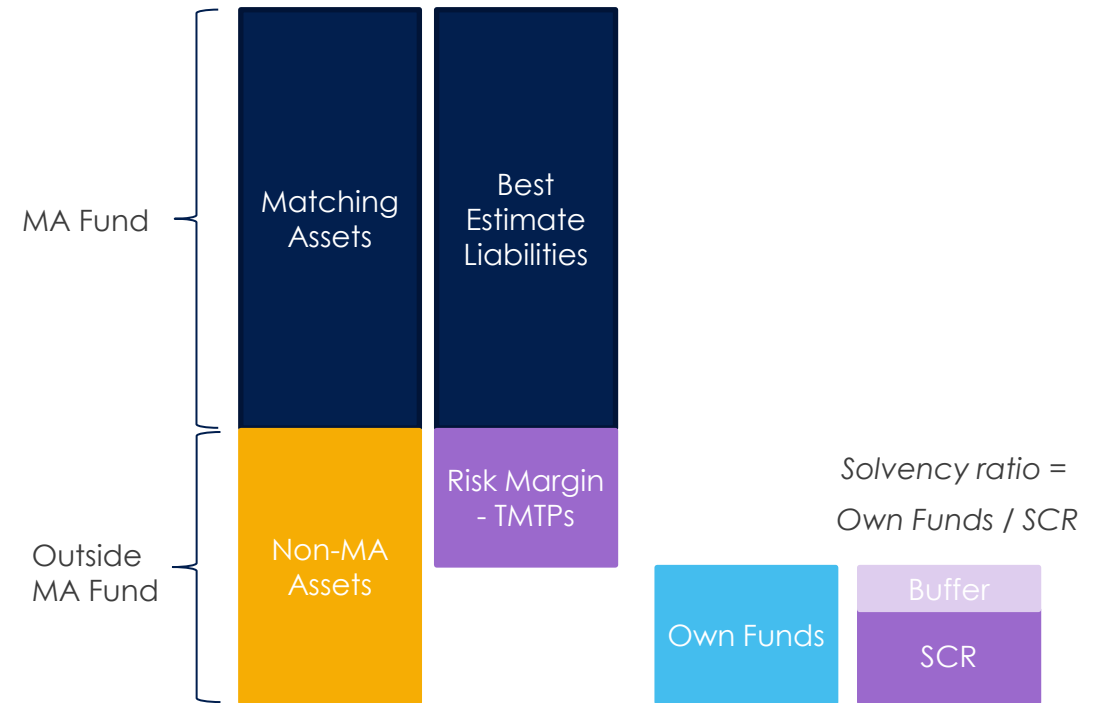 MA Fund
Matching
Assets
Best
Estimate
Liabilities
Outside
MA Fund
Non-MA
Assets
Risk Margin
- TMTPs
Own Funds
Solvency ratio =
Own Funds / SCR
Buffer
SCR